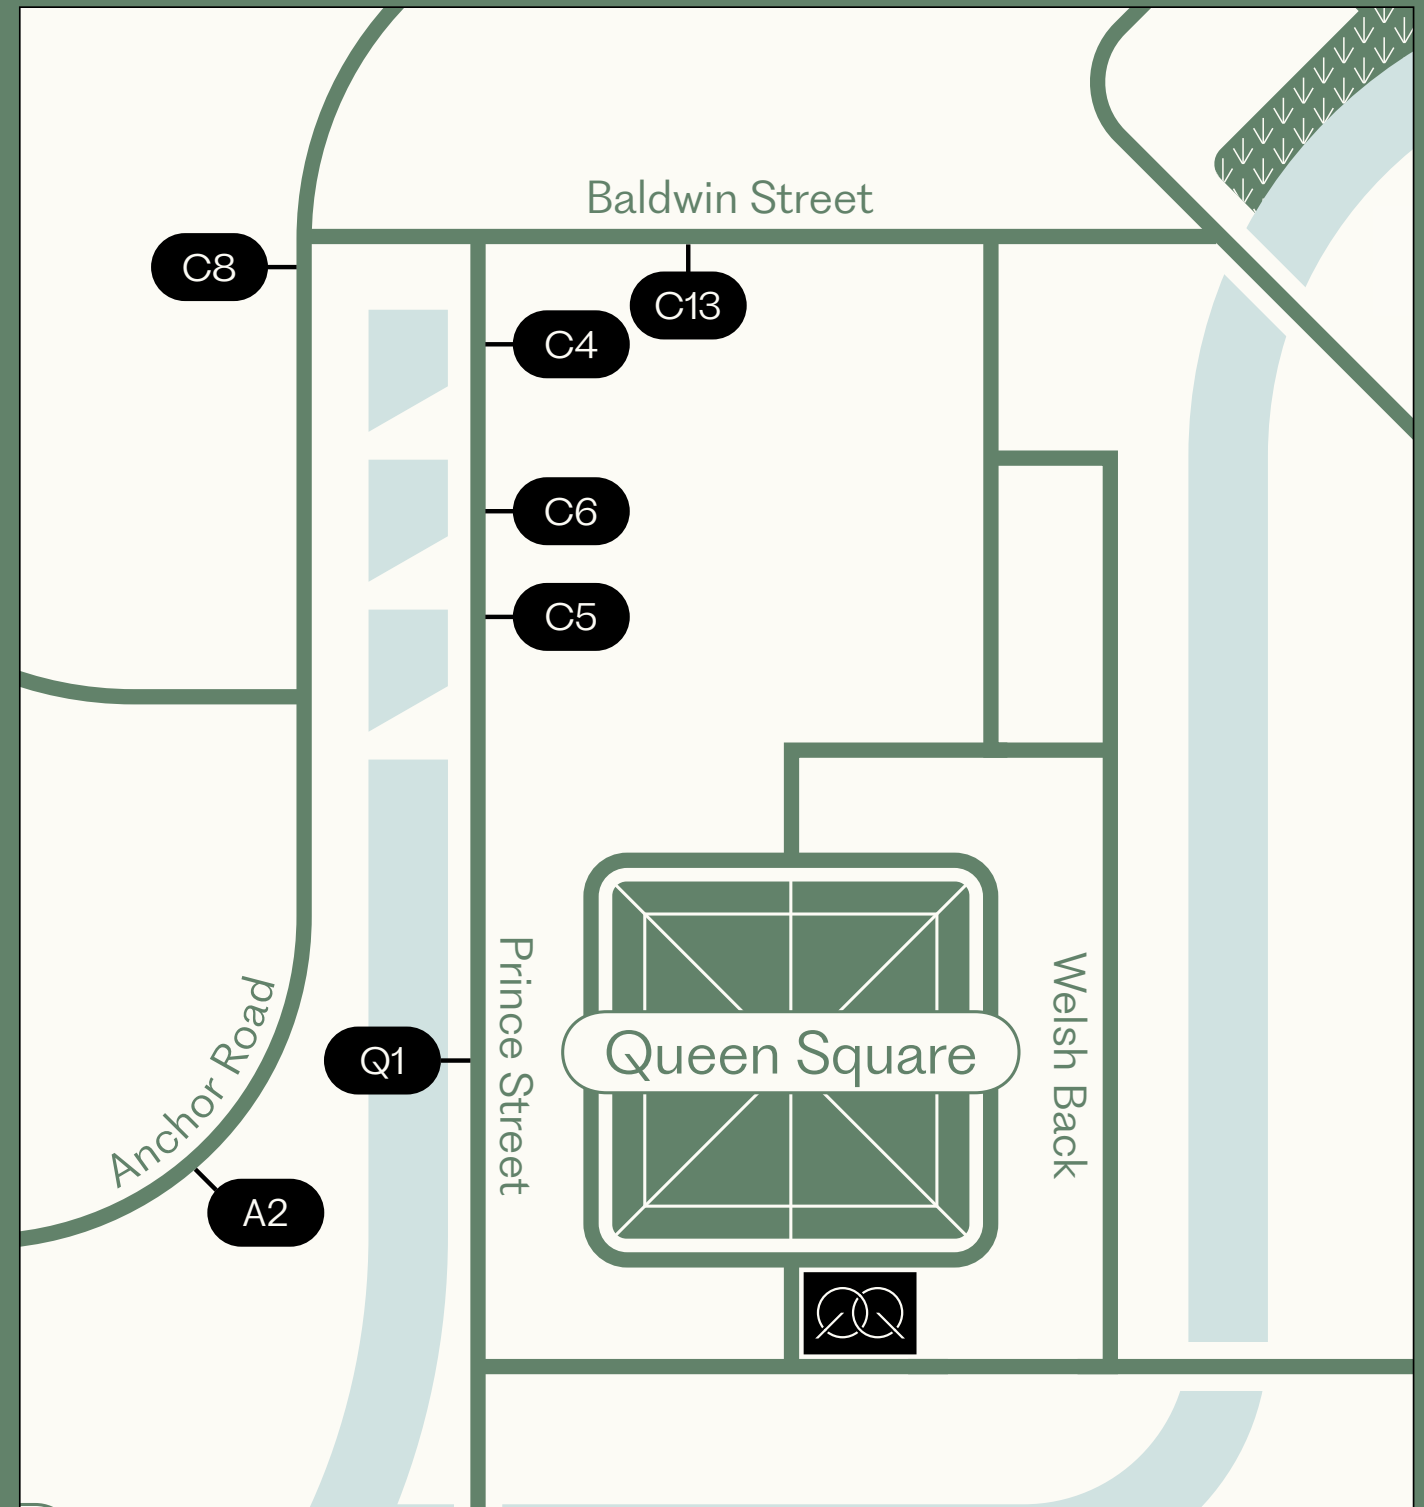 Baldwin Street
C8
C13
C4
C6
C5
Prince Street
Welsh Back
Anchor Road
Queen Square
Q1
A2